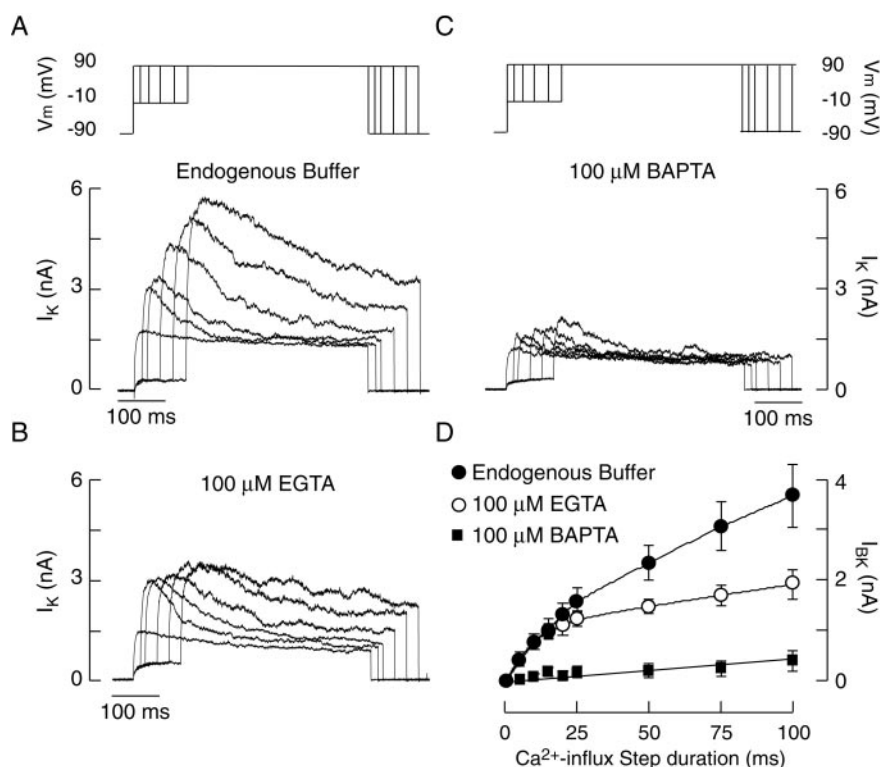 A
90
-10
-90
Vm (mV)
Endogenous Buffer
6
3
0
IK (nA)
100 ms
C
90
-10
-90
Vm (mV)
100 μM BAPTA
6
3
0
IK (nA)
100 ms
B
100 μM EGTA
6
3
0
IK (nA)
100 ms
D
Endogenous Buffer
100 μM EGTA
100 μM BAPTA
4
2
0
IBK (nA)
0 25 50 75 100
Ca2+-influx Step duration (ms)